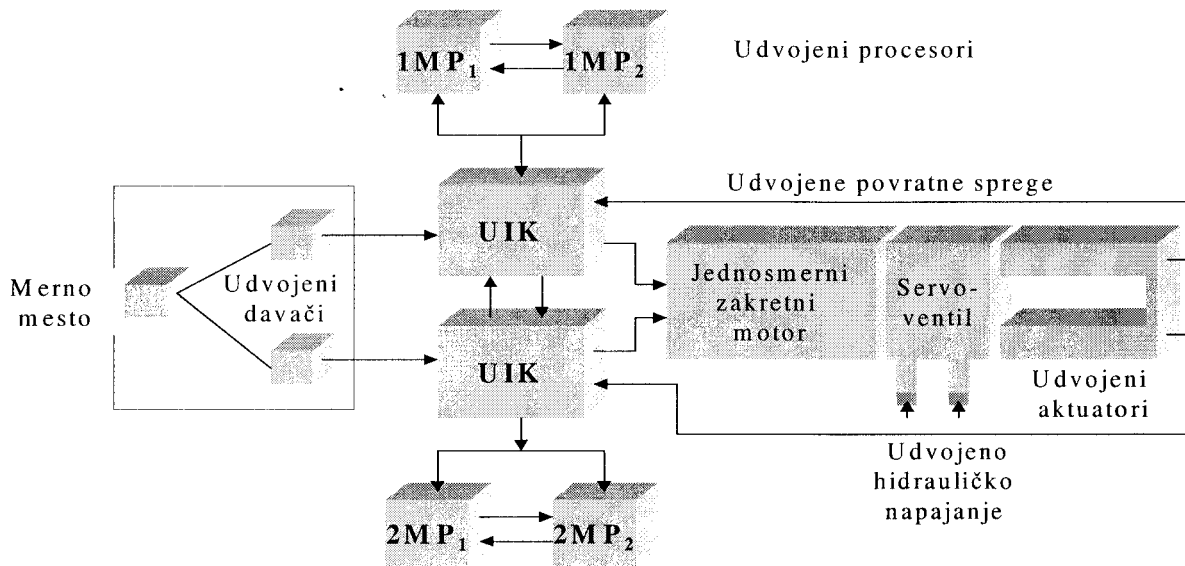 1MP₁
1MP₂
Udvojeni procesori
Udvojene povratne sprege
UIK
Merno
mesto
Udvojeni
davači
Jednosmerni
zakretni
motor
Servo-
ventil
UIK
Udvojeni
aktuatori
Udvojeno
hidrauličko
napajanje
2MP₁
2MP₂